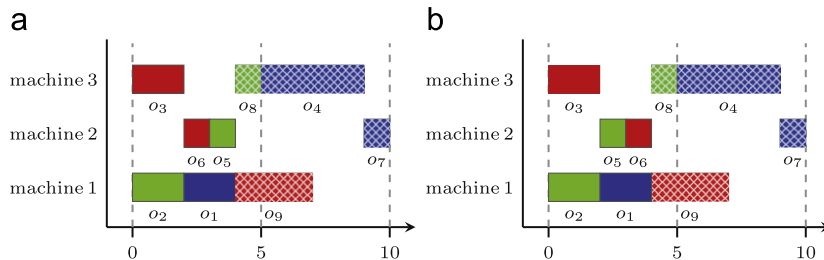 a b
machine 3 machine 3
o3 o8 o4 o3 o8 o4
machine 2 machine 2
o6 o5 o7 o5 o6 o7
machine 1 machine 1
o2 o1 o9 o2 o1 o9
0 5 10 0 5 10